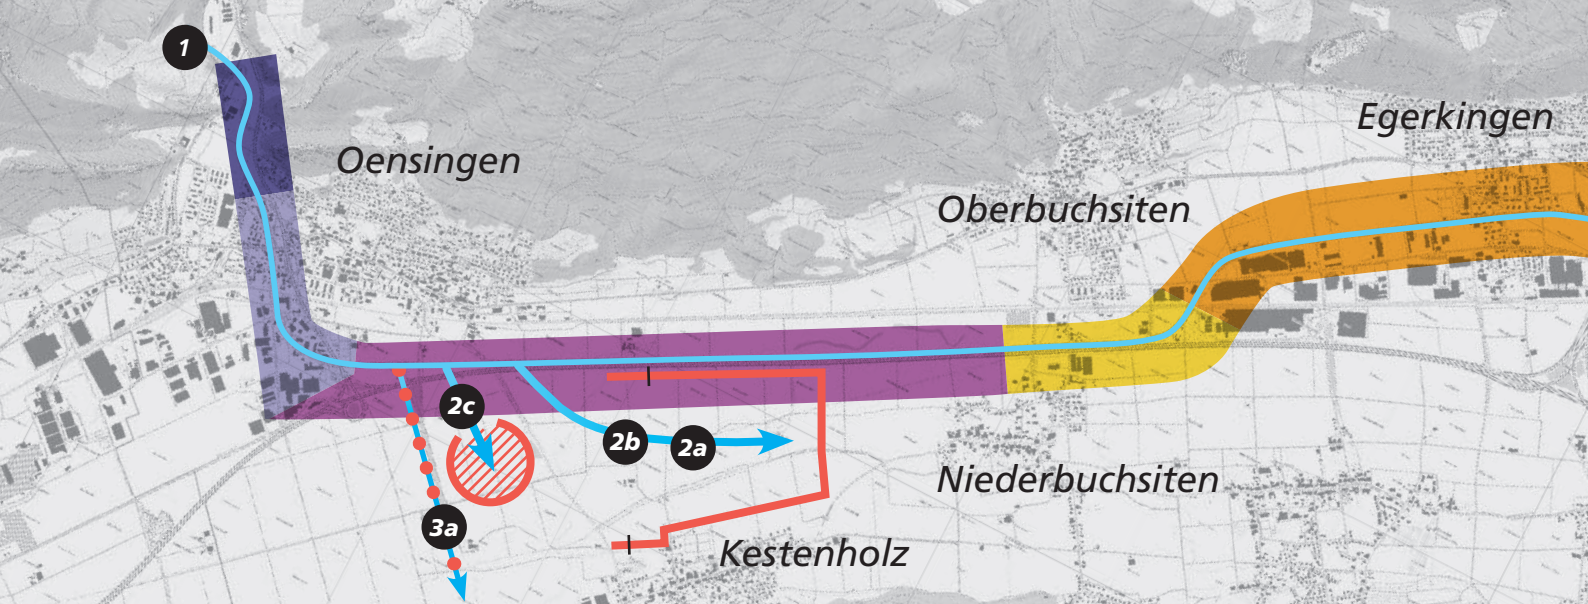 1
Egerkingen
Oensingen
Oberbuchsiten
2c
2b
2a
Niederbuchsiten
3a
Kestenholz